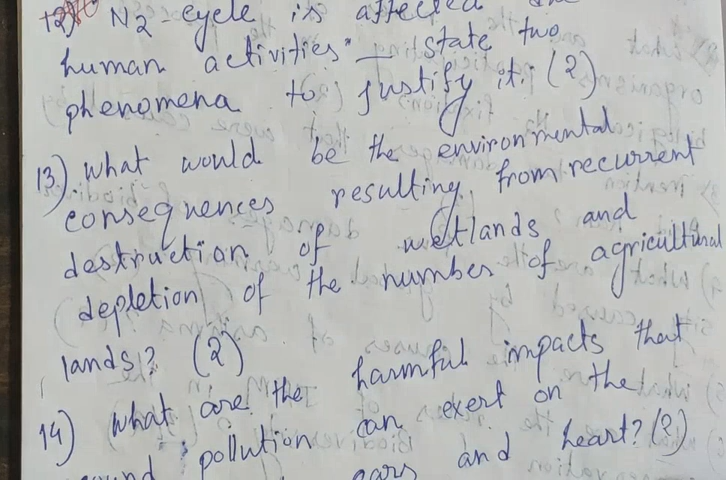 12) N2-cycle is affected
human activities" — state two
phenomena to justify it. (2)
13) what would be the environmental
consequences resulting from recurrent
destruction of wetlands and
depletion of the number of agricultural
lands? (2)
14) what are the harmful impacts that
sound pollution can exert on the
ears and heart? (2)